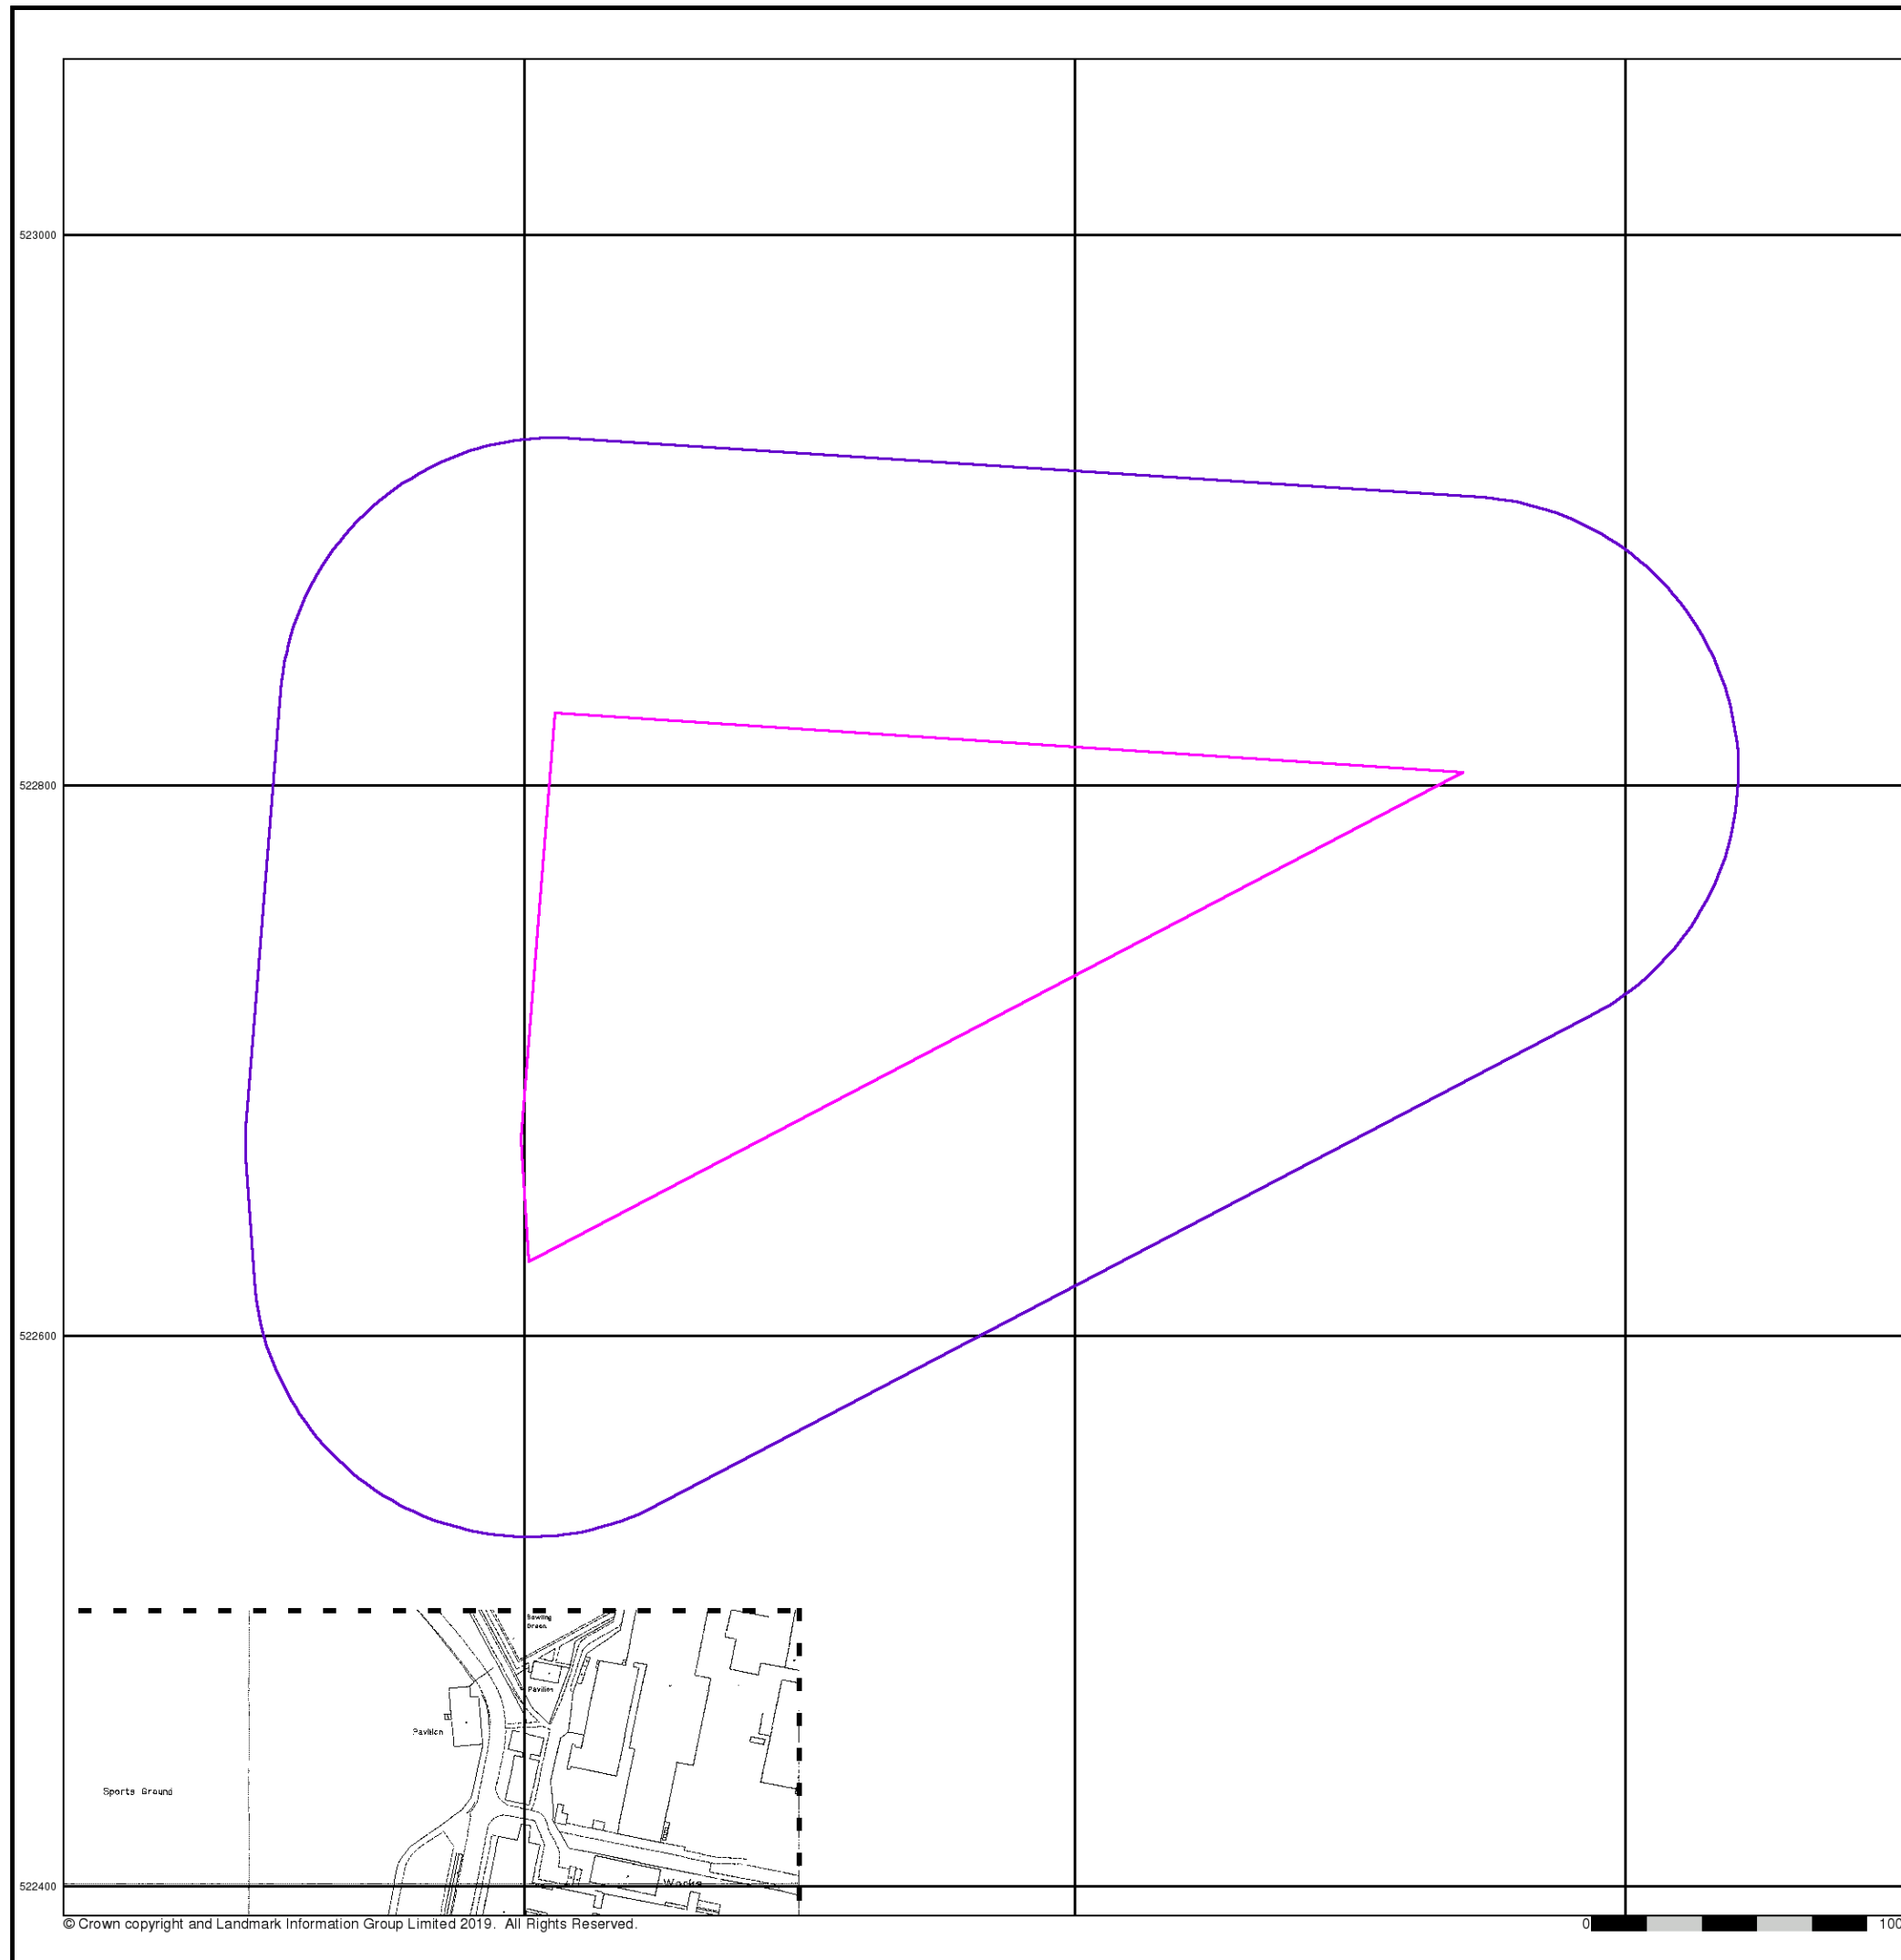 523000
522800
522600
Bowling
Green
Pavilion
Pavilion
Sports Ground
Works
522400
© Crown copyright and Landmark Information Group Limited 2019. All Rights Reserved.
0
100